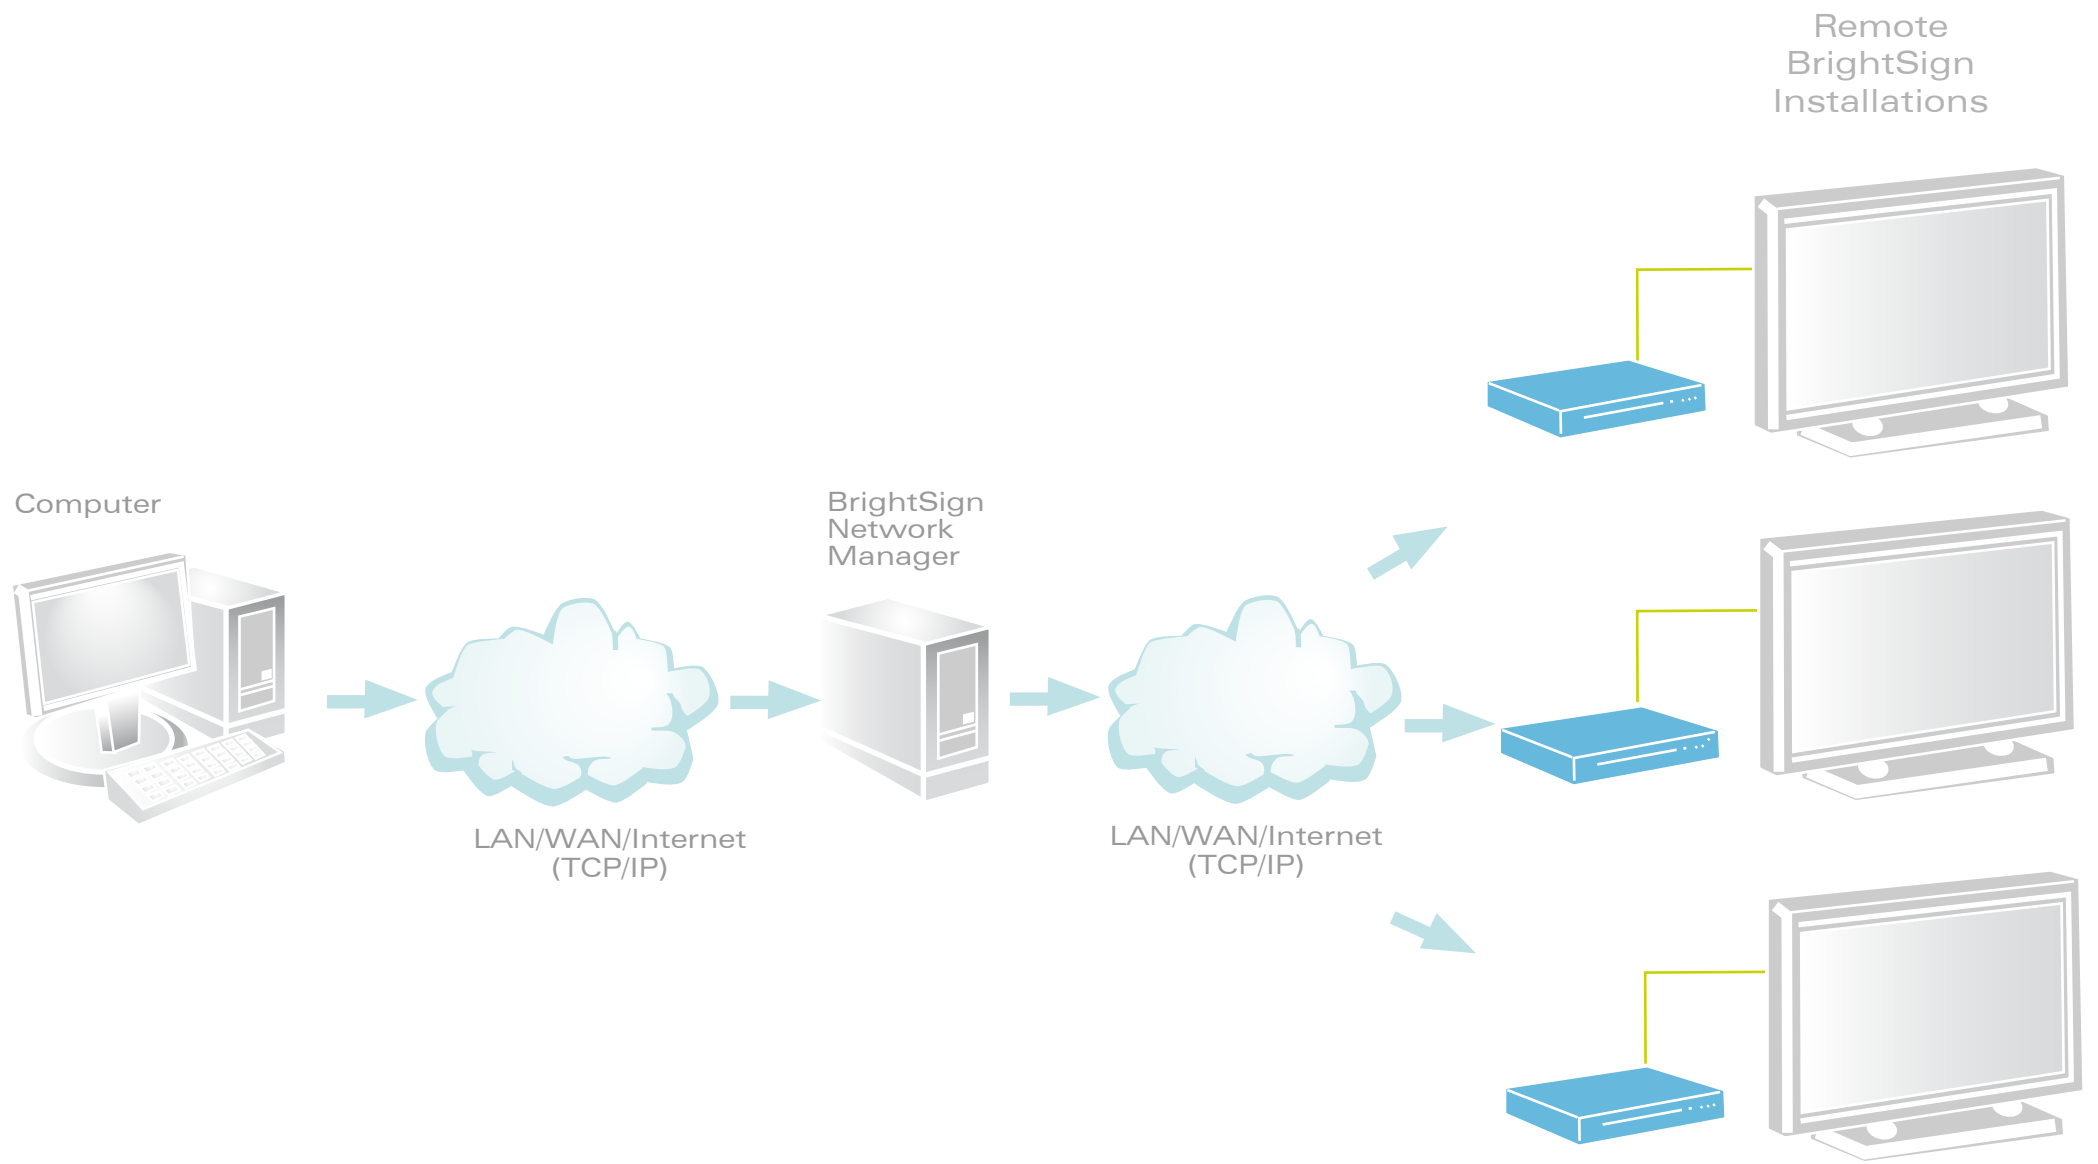 Remote
BrightSign
Installations
Computer
BrightSign
Network
Manager
LAN/WAN/Internet
(TCP/IP)
LAN/WAN/Internet
(TCP/IP)